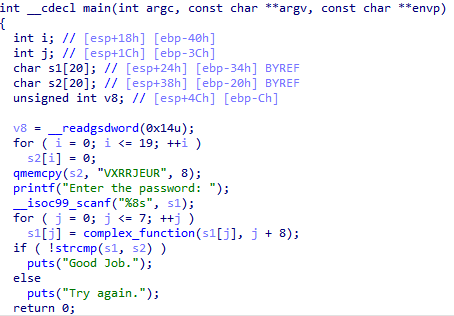 int __cdecl main(int argc, const char **argv, const char **envp)
{
  int i; // [esp+18h] [ebp-40h]
  int j; // [esp+1Ch] [ebp-3Ch]
  char s1[20]; // [esp+24h] [ebp-34h] BYREF
  char s2[20]; // [esp+38h] [ebp-20h] BYREF
  unsigned int v8; // [esp+4Ch] [ebp-Ch]

  v8 = __readgsdword(0x14u);
  for ( i = 0; i <= 19; ++i )
    s2[i] = 0;
  qmemcpy(s2, "VXRRJEUR", 8);
  printf("Enter the password: ");
  __isoc99_scanf("%8s", s1);
  for ( j = 0; j <= 7; ++j )
    s1[j] = complex_function(s1[j], j + 8);
  if ( !strcmp(s1, s2) )
    puts("Good Job.");
  else
    puts("Try again.");
  return 0;